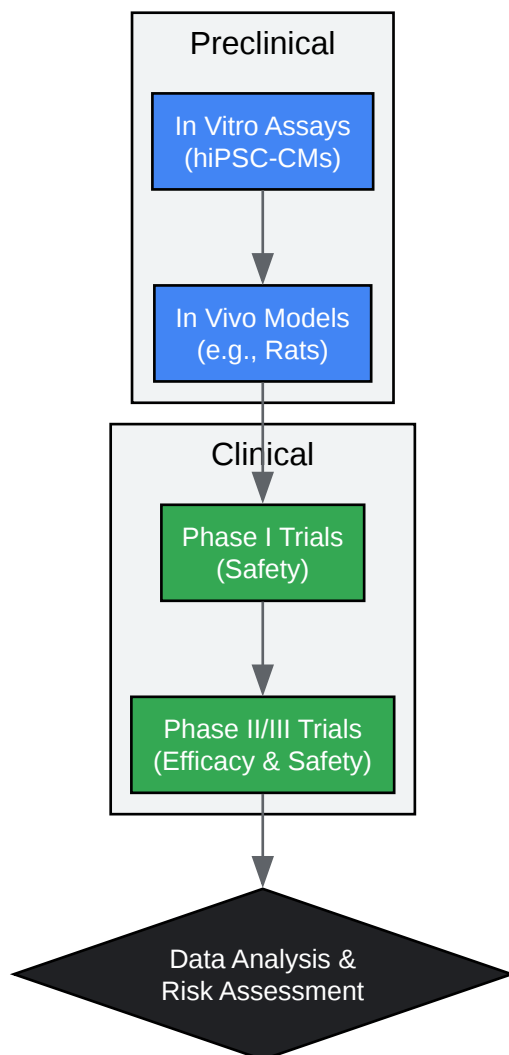 Preclinical
In Vitro Assays
(hiPSC-CMs)
In Vivo Models
(e.g., Rats)
Clinical
Phase I Trials
(Safety)
Phase II/III Trials
(Efficacy & Safety)
Data Analysis &
Risk Assessment